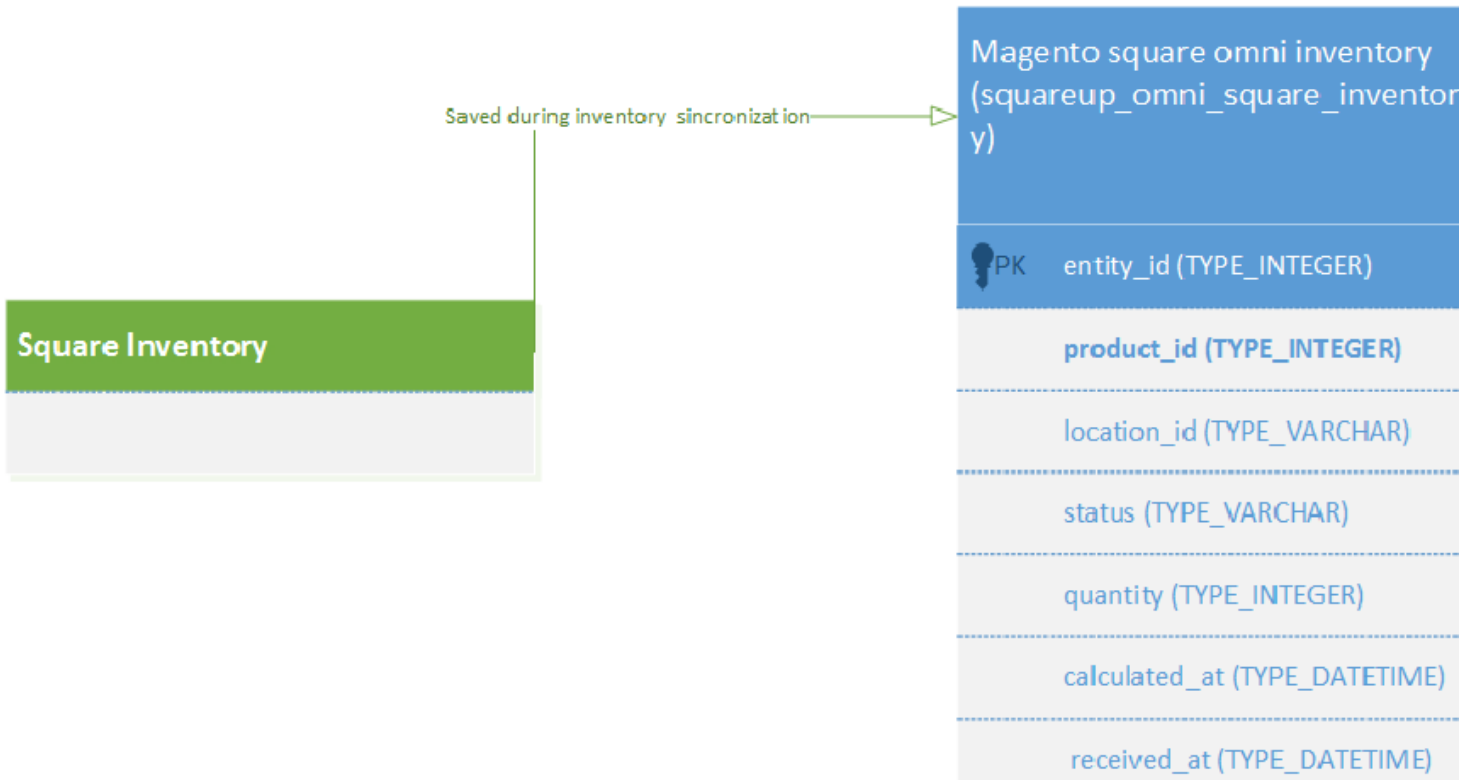 Magento square omni inventory
(squareup_omni_square_inventor
y)
Saved during inventory sincronization
PK entity_id (TYPE_INTEGER)
Square Inventory
product_id (TYPE_INTEGER)
location_id (TYPE_VARCHAR)
status (TYPE_VARCHAR)
quantity (TYPE_INTEGER)
calculated_at (TYPE_DATETIME)
received_at (TYPE_DATETIME)